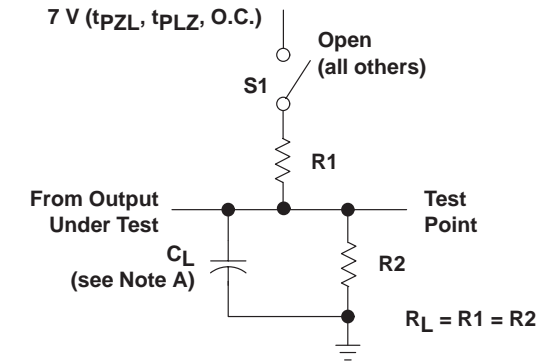 7 V (tPZL, tPLZ, O.C.)
Open
(all others)
S1
R1
From Output
Under Test
Test
Point
CL
(see Note A)
R2
RL = R1 = R2